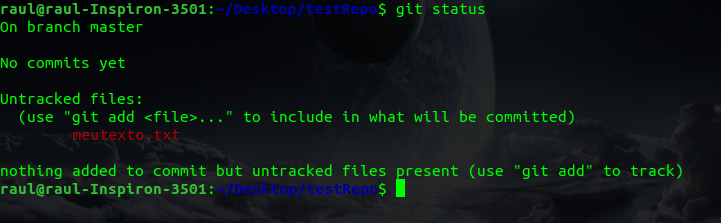 raul@raul-Inspiron-3501:~/Desktop/testRepo$ git status
On branch master
No commits yet
Untracked files:
(use "git add <file>..." to include in what will be committed)
meutexto.txt
nothing added to commit but untracked files present (use "git add" to track)
raul@raul-Inspiron-3501:~/Desktop/testRepo$